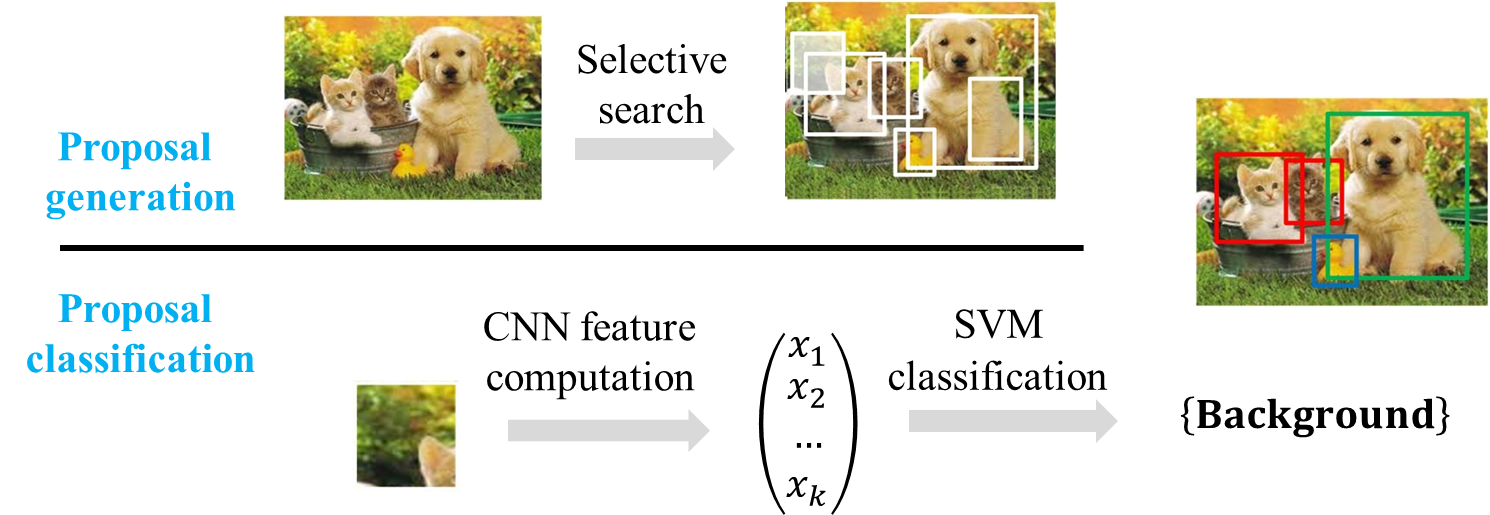 Selective
search
Proposal
generation
Proposal
classification
CNN feature
computation
x₁
x₂
...
xₖ
SVM
classification
{Background}